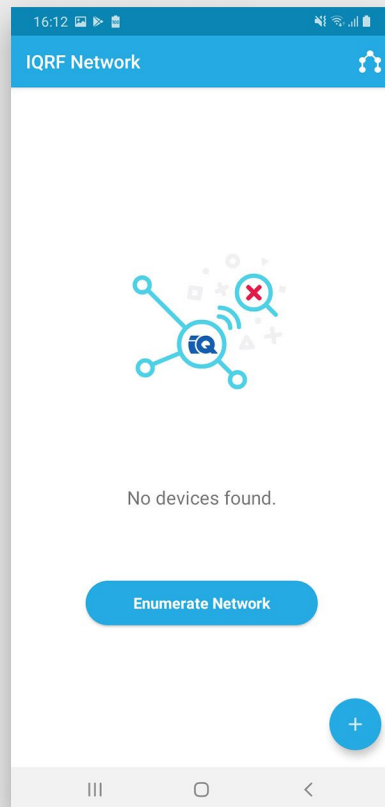 16:12
IQRF Network
IQ
No devices found.
Enumerate Network
+